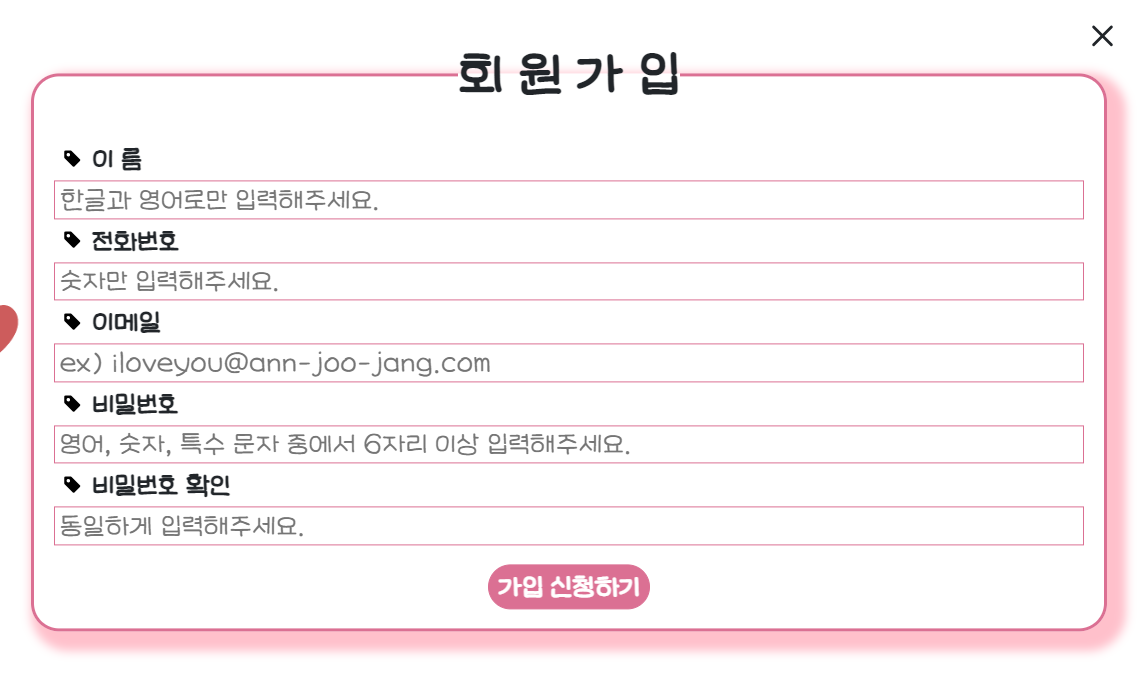 회 원 가 입
이 름
한글과 영어로만 입력해주세요.
전화번호
숫자만 입력해주세요.
이메일
ex) iloveyou@ann-joo-jang.com
비밀번호
영어, 숫자, 특수 문자 중에서 6자리 이상 입력해주세요.
비밀번호 확인
동일하게 입력해주세요.
가입 신청하기